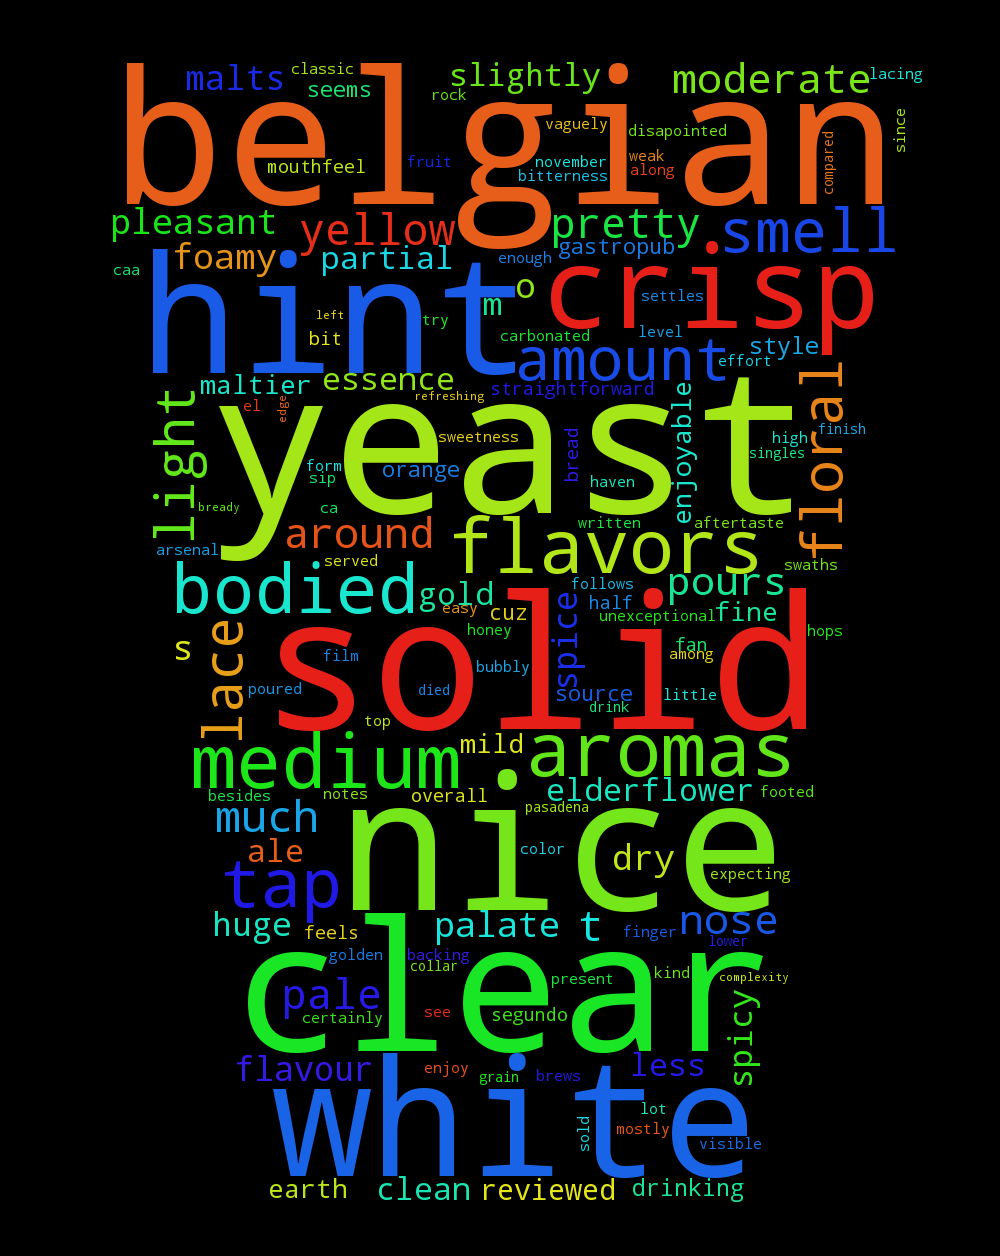 belgian
malts
classic
seems
slightly
moderate
lacing
rock
vaguely
disapointed
since
mouthfeel
fruit
november
bitterness
weak
along
compared
pleasant
yellow
pretty
smell
foamy
partial
enough
gastropub
caa
hint
m
o
crisp
settles
left
bit
try
carbonated
level
amount
style
effort
maltier
essence
refreshing
straightforward
light
el
edge
yeast
sweetness
bread
enjoyable
high
singles
floral
finish
form
sip
orange
haven
bready
ca
arsenal
around
served
flavors
written
aftertaste
swaths
bodied
gold
follows
half
pours
easy
cuz
unexceptional
fine
s
lace
honey
solid
spice
fan
among
hops
film
bubbly
poured
died
source
little
drink
top
medium
mild
aromas
besides
notes
overall
elderflower
footed
pasadena
much
nice
ale
color
dry
tap
expecting
huge
feels
palate
t
finger
nose
lower
golden
backing
collar
clear
present
kind
complexity
pale
certainly
see
segundo
spicy
flavour
enjoy
grain
brews
less
white
sold
lot
mostly
visible
earth
clean
reviewed
drinking